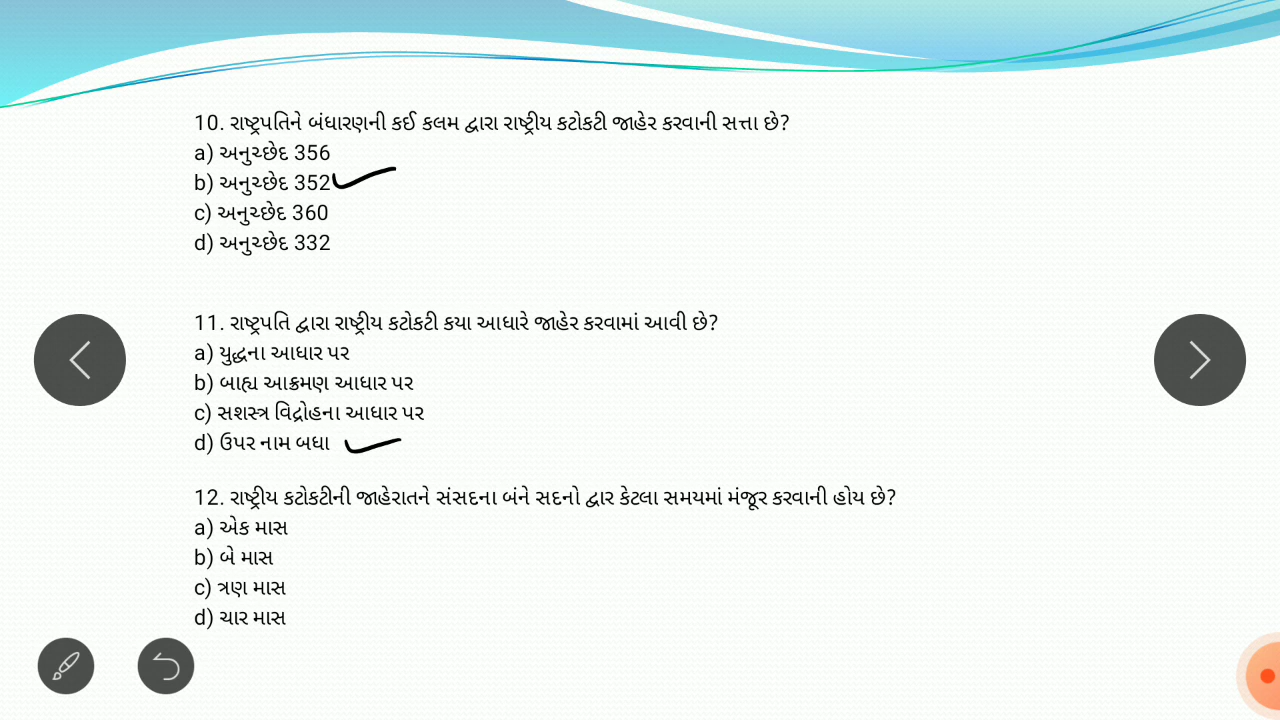 10. રાષ્ટ્રપતિને બંધારણની કઈ કલમ દ્વારા રાષ્ટ્રીય કટોકટી જાહેર કરવાની સત્તા છે?
a) અનુચ્છેદ 356
b) અનુચ્છેદ 352
c) અનુચ્છેદ 360
d) અનુચ્છેદ 332
11. રાષ્ટ્રપતિ દ્વારા રાષ્ટ્રીય કટોકટી કયા આધારે જાહેર કરવામાં આવી છે?
a) યુદ્ધના આધાર પર
b) બાહ્ય આક્રમણ આધાર પર
c) સશસ્ત્ર વિદ્રોહના આધાર પર
d) ઉપર નામ બધા
12. રાષ્ટ્રીય કટોકટીની જાહેરાતને સંસદના બંને સદનો દ્વાર કેટલા સમયમાં મંજૂર કરવાની હોય છે?
a) એક માસ
b) બે માસ
c) ત્રણ માસ
d) ચાર માસ